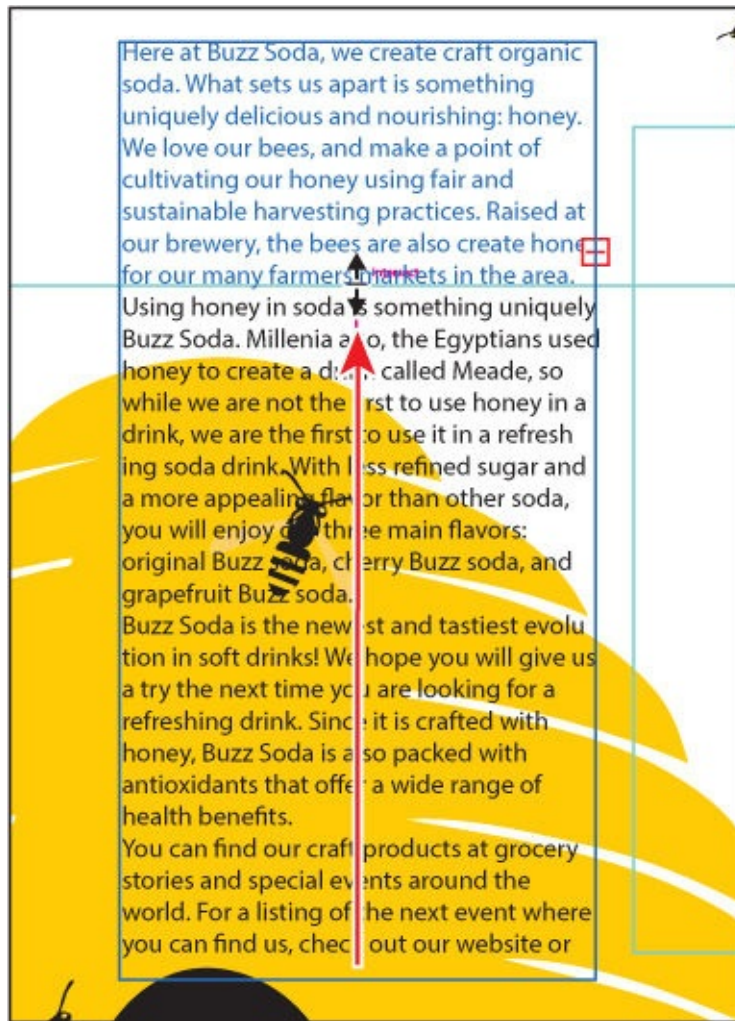 Here at Buzz Soda, we create craft organic
soda. What sets us apart is something
uniquely delicious and nourishing: honey.
We love our bees, and make a point of
cultivating our honey using fair and
sustainable harvesting practices. Raised at
our brewery, the bees are also create hone
for our many farmers markets in the area.
Using honey in soda is something uniquely
Buzz Soda. Millenia ago, the Egyptians used
honey to create a drink called Meade, so
while we are not the first to use honey in a
drink, we are the first to use it in a refresh
ing soda drink. With less refined sugar and
a more appealing flavor than other soda,
you will enjoy our three main flavors:
original Buzz soda, cherry Buzz soda, and
grapefruit Buzz soda.
Buzz Soda is the newest and tastiest evolu
tion in soft drinks! We hope you will give us
a try the next time you are looking for a
refreshing drink. Since it is crafted with
honey, Buzz Soda is also packed with
antioxidants that offer a wide range of
health benefits.
You can find our craft products at grocery
stories and special events around the
world. For a listing of the next event where
you can find us, check out our website or